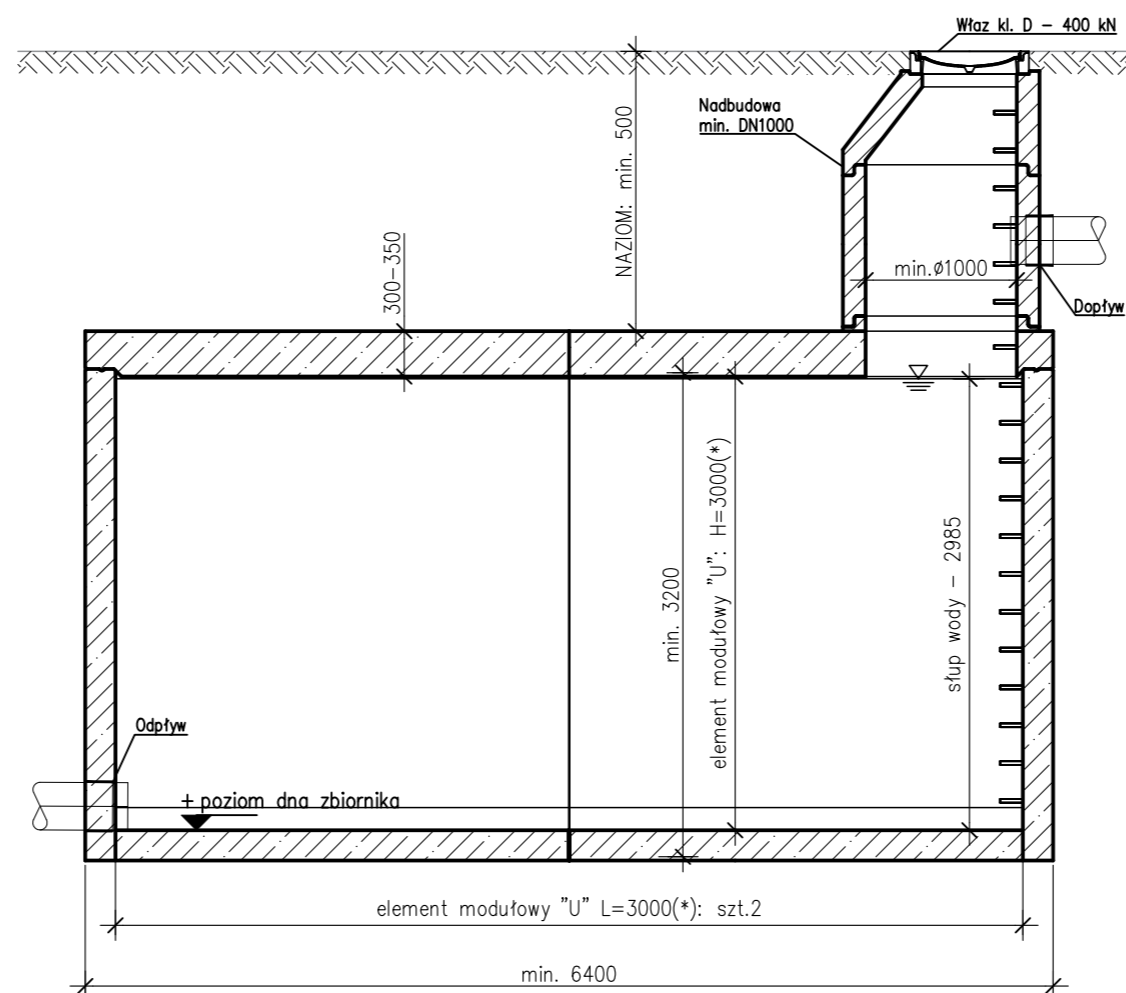 Właz kl. D - 400 kN
Nadbudowa
min. DN1000
NAZIOM: min. 500
300-350
min.ø1000
Dopływ
min. 3200
element modułowy "U": H=3000(*)
słup wody - 2985
Odpływ
+ poziom dna zbiornika
element modułowy "U" L=3000(*): szt.2
min. 6400